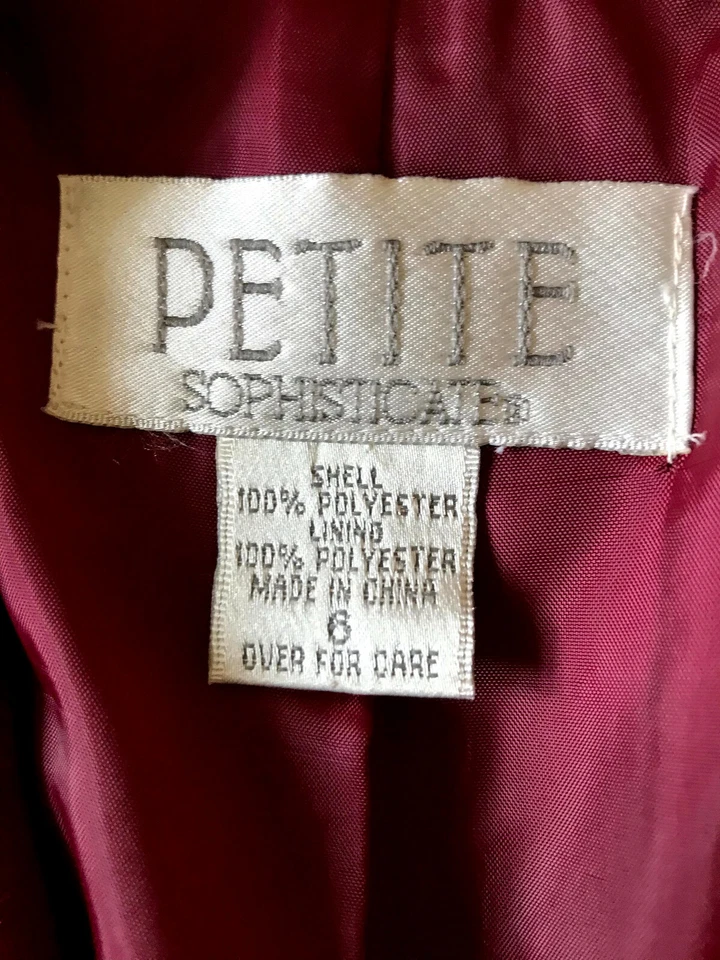 PETITE
SOPHISTICATE®
SHELL
100% POLYESTER
LINING
100% POLYESTER
MADE IN CHINA
6
OVER FOR CARE